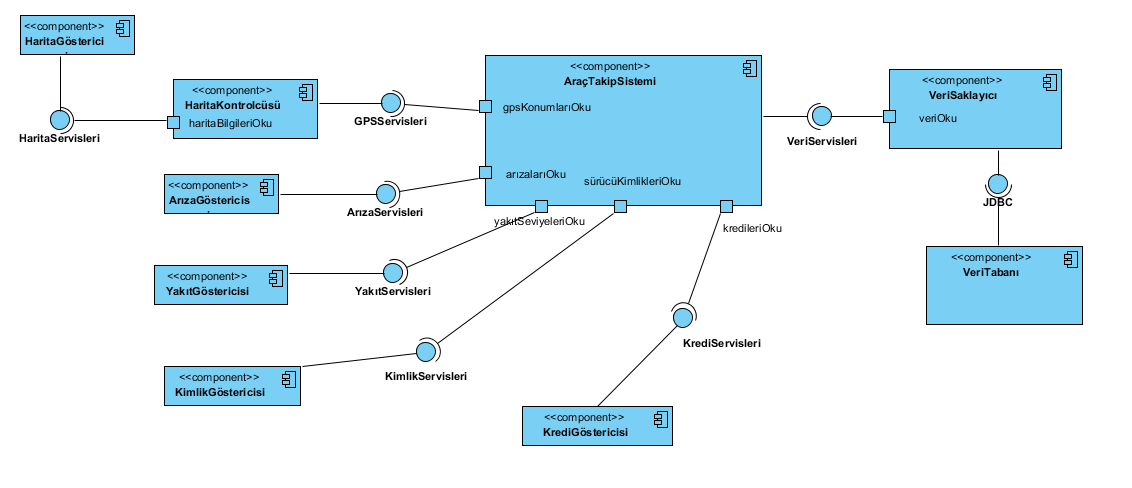 <<component>>
HaritaGösterici
HaritaServisleri
<<component>>
HaritaKontrolcüsü
haritaBilgileriOku
GPSServisleri
<<component>>
AraçTakipSistemi
gpsKonumlarıOku
arızalarıOku
sürücüKimlikleriOku
yakıtSeviyeleriOku
kredileriOku
VeriServisleri
<<component>>
VeriSaklayıcı
veriOku
JDBC
<<component>>
VeriTabanı
<<component>>
ArızaGöstericis
ArızaServisleri
<<component>>
YakıtGöstericisi
YakıtServisleri
<<component>>
KimlikGöstericisi
KimlikServisleri
KrediServisleri
<<component>>
KrediGöstericisi